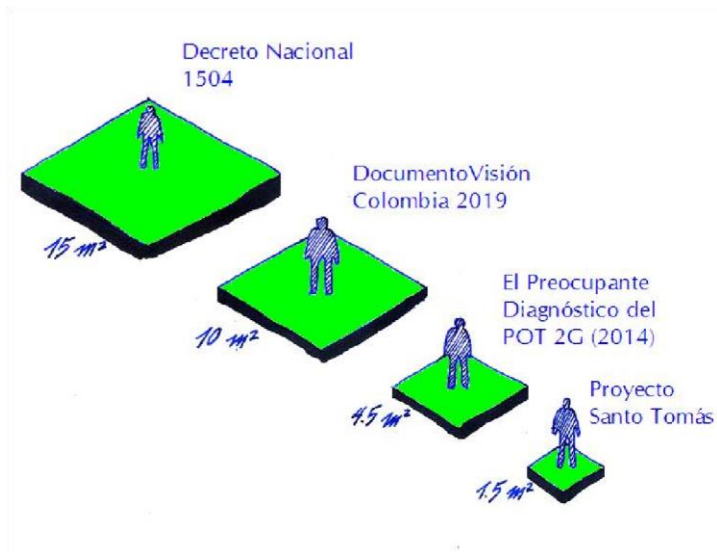 Decreto Nacional
1504
15 m²
DocumentoVisión
Colombia 2019
10 m²
El Preocupante
Diagnóstico del
POT 2G (2014)
4.5 m²
Proyecto
Santo Tomás
1.5 m²